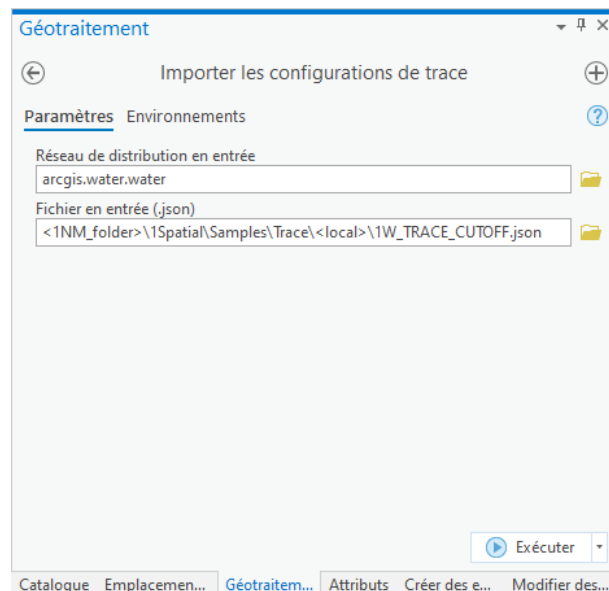 Géotraitement
Importer les configurations de trace
Paramètres Environnements
Réseau de distribution en entrée
arcgis.water.water
Fichier en entrée (.json)
<1NM_folder>\1Spatial\Samples\Trace\<local>\1W_TRACE_CUTOFF.json
Exécuter
Catalogue Emplacemen... Géotraitem... Attributs Créer des e... Modifier des...